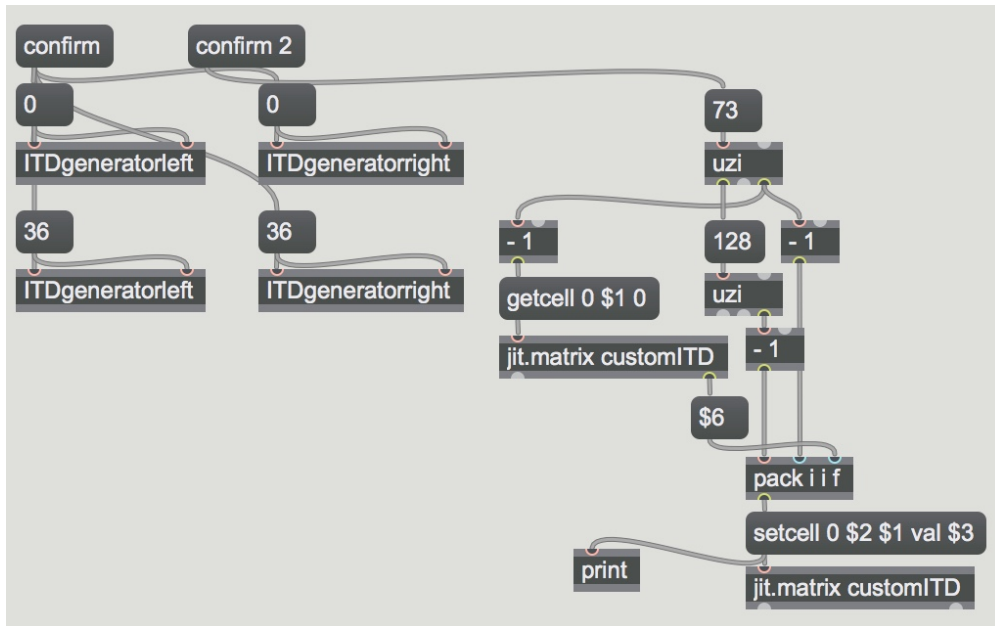 confirm
confirm 2
0
0
73
ITDgeneratorleft
ITDgeneratorright
uzi
36
36
- 1
128
- 1
ITDgeneratorleft
ITDgeneratorright
getcell 0 $1 0
uzi
jit.matrix customITD
- 1
$6
pack i i f
setcell 0 $2 $1 val $3
print
jit.matrix customITD